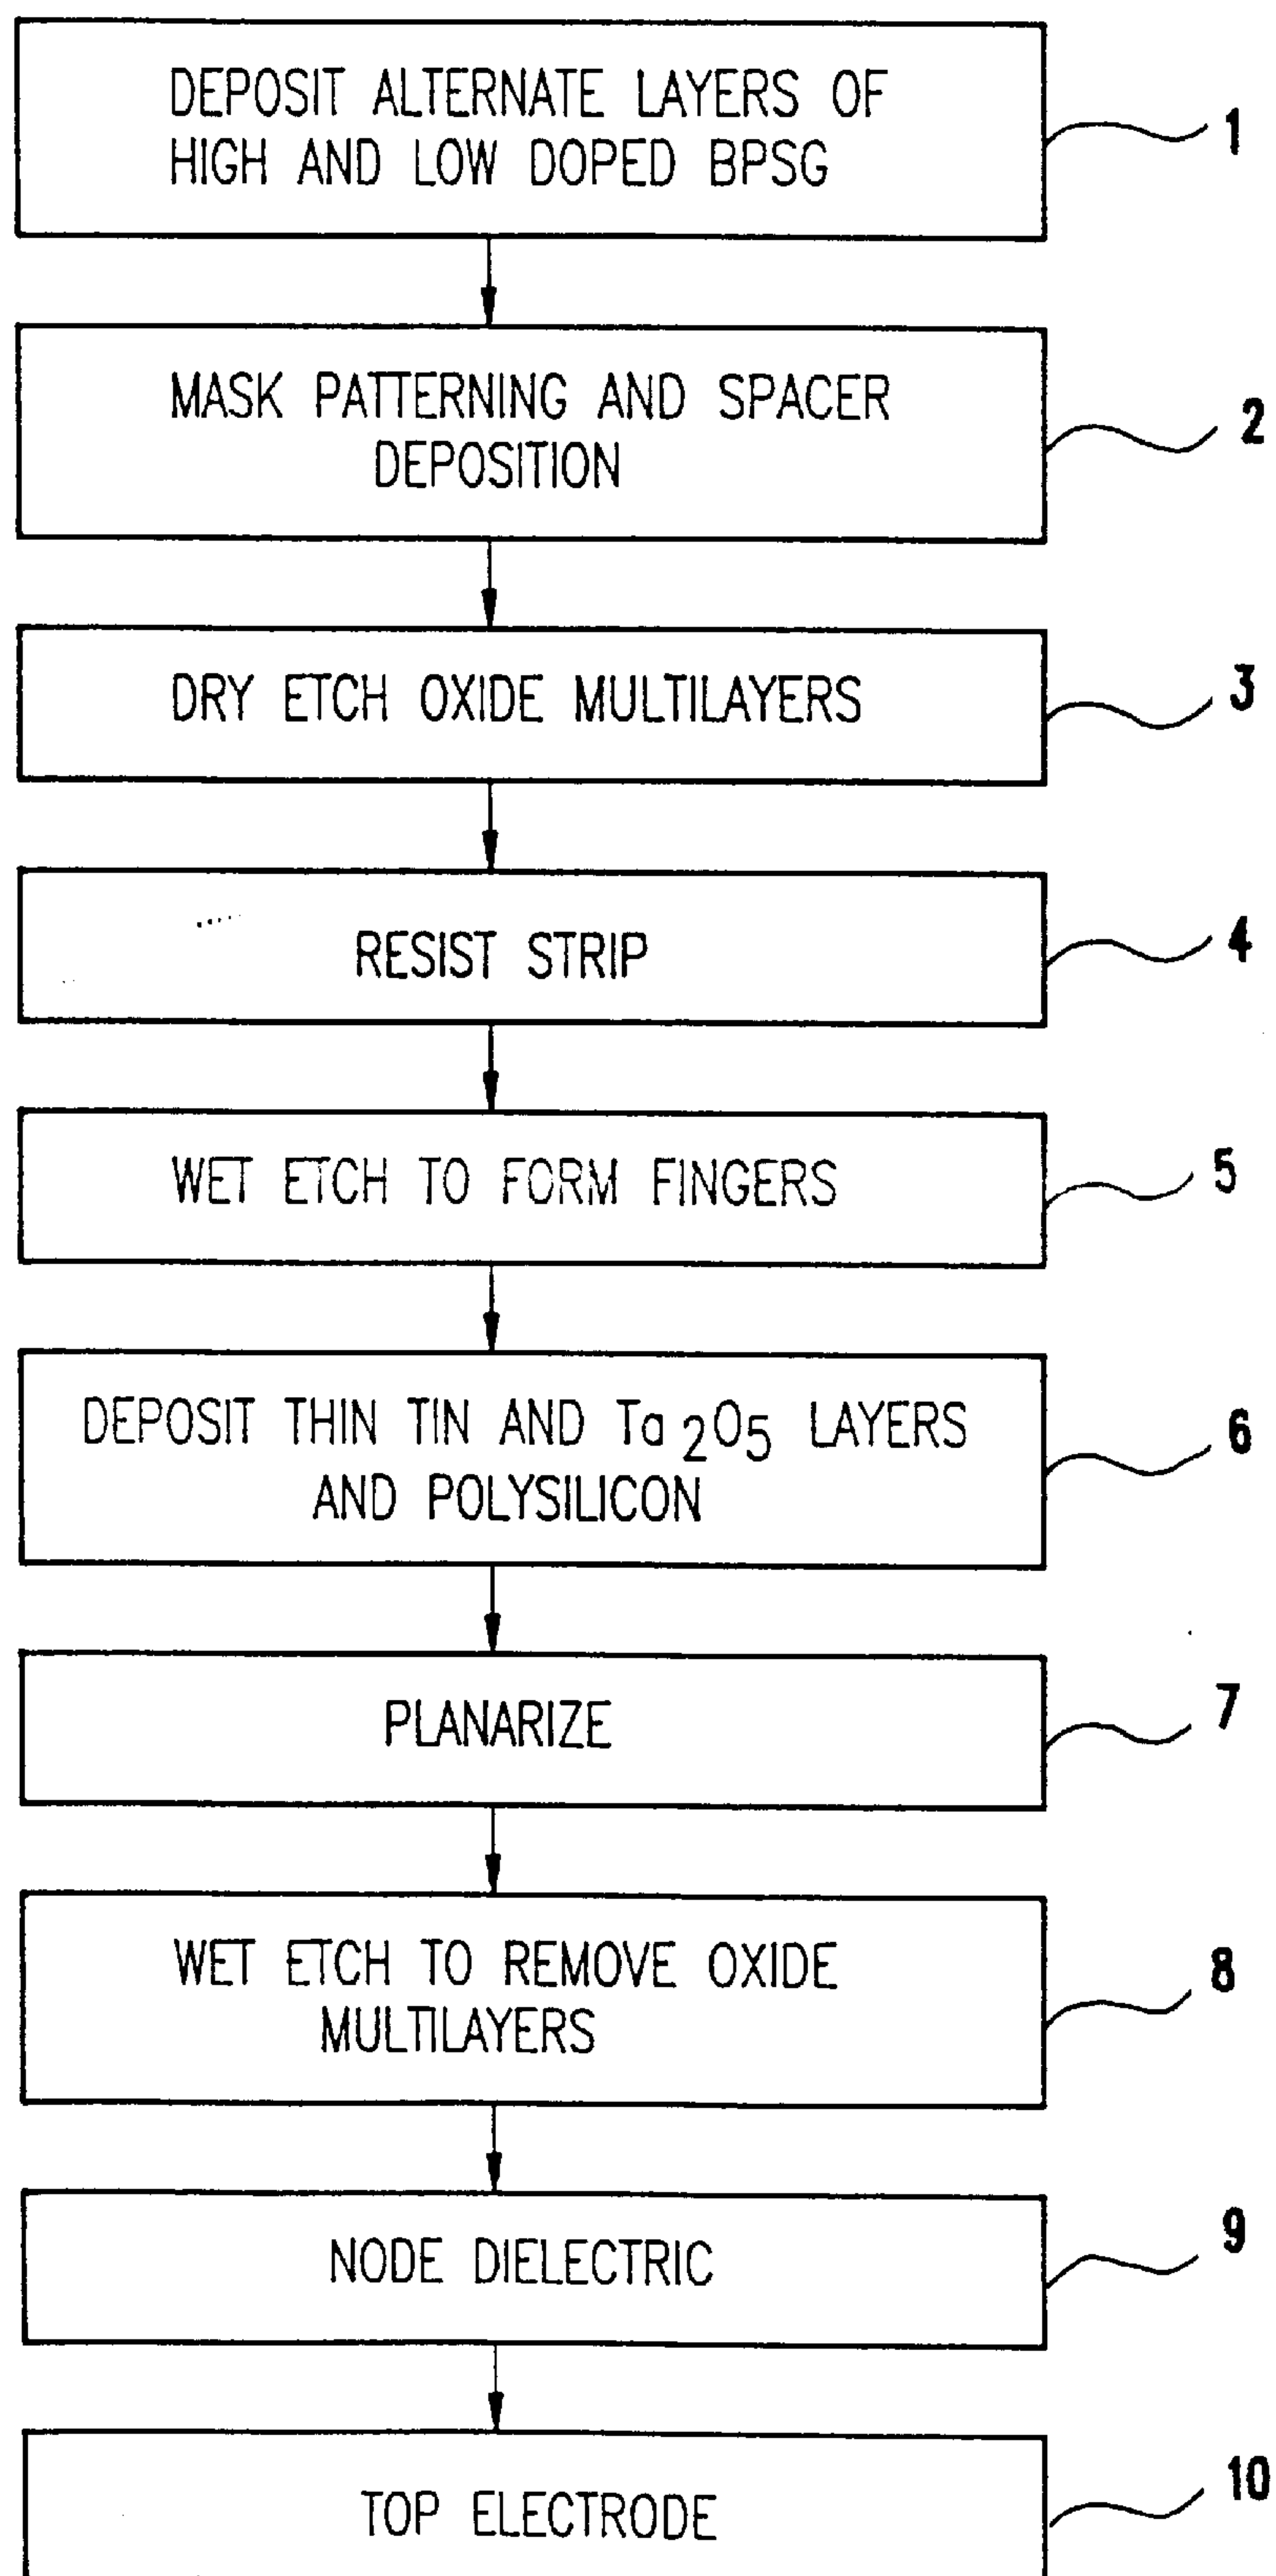 DEPOSIT ALTERNATE LAYERS OF
HIGH AND LOW DOPED BPSG
1
MASK PATTERNING AND SPACER
DEPOSITION
2
DRY ETCH OXIDE MULTILAYERS
3
RESIST STRIP
4
WET ETCH TO FORM FINGERS
5
DEPOSIT THIN TIN AND Ta2O5 LAYERS
AND POLYSILICON
6
PLANARIZE
7
WET ETCH TO REMOVE OXIDE
MULTILAYERS
8
NODE DIELECTRIC
9
TOP ELECTRODE
10